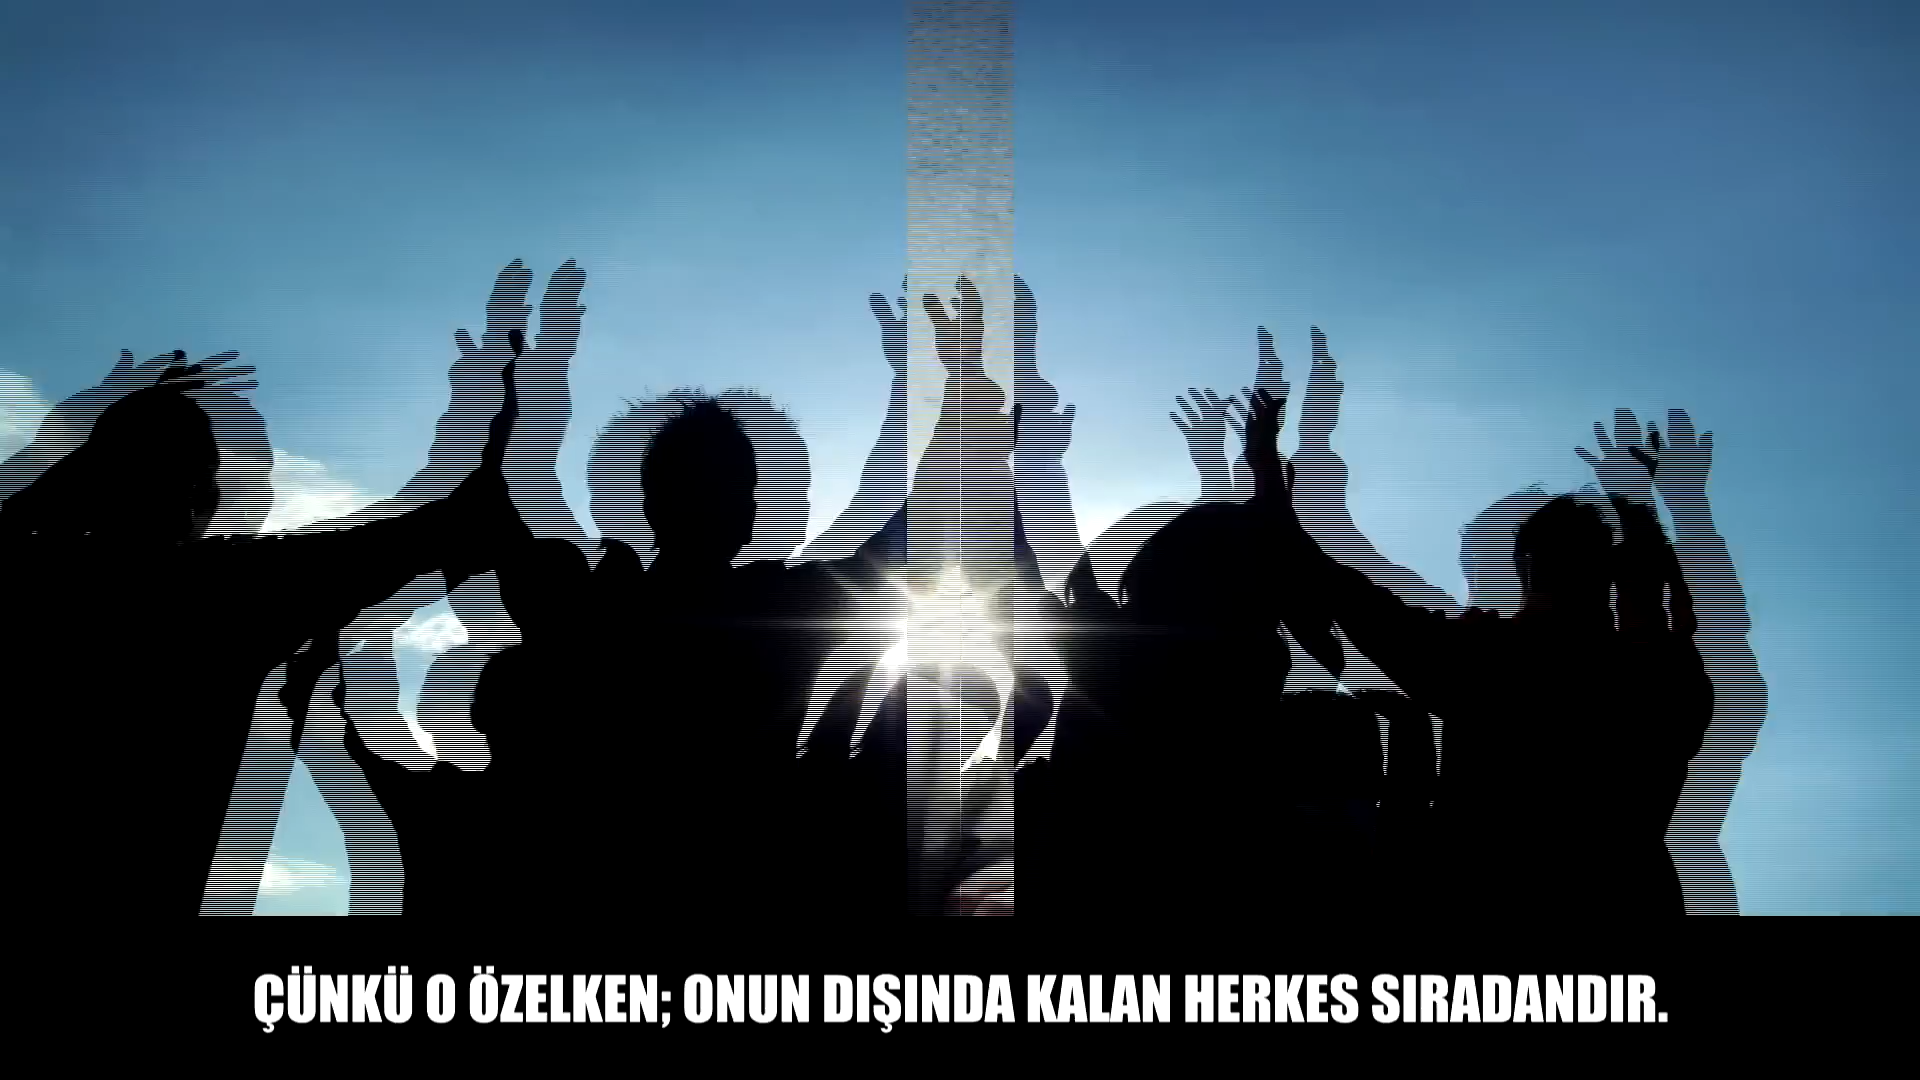 ÇÜNKÜ O ÖZELKEN; ONUN DIŞINDA KALAN HERKES SIRADANDIR.